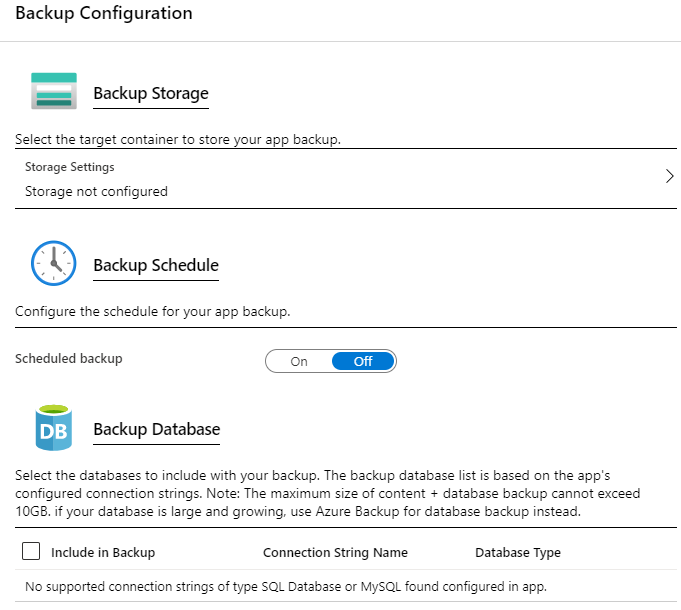 Backup Configuration
Backup Storage
Select the target container to store your app backup.
Storage Settings
Storage not configured
Backup Schedule
Configure the schedule for your app backup.
Scheduled backup On Off
DB
Backup Database
Select the databases to include with your backup. The backup database list is based on the app's
configured connection strings. Note: The maximum size of content + database backup cannot exceed
10GB. if your database is large and growing, use Azure Backup for database backup instead.
Include in Backup Connection String Name Database Type
No supported connection strings of type SQL Database or MySQL found configured in app.